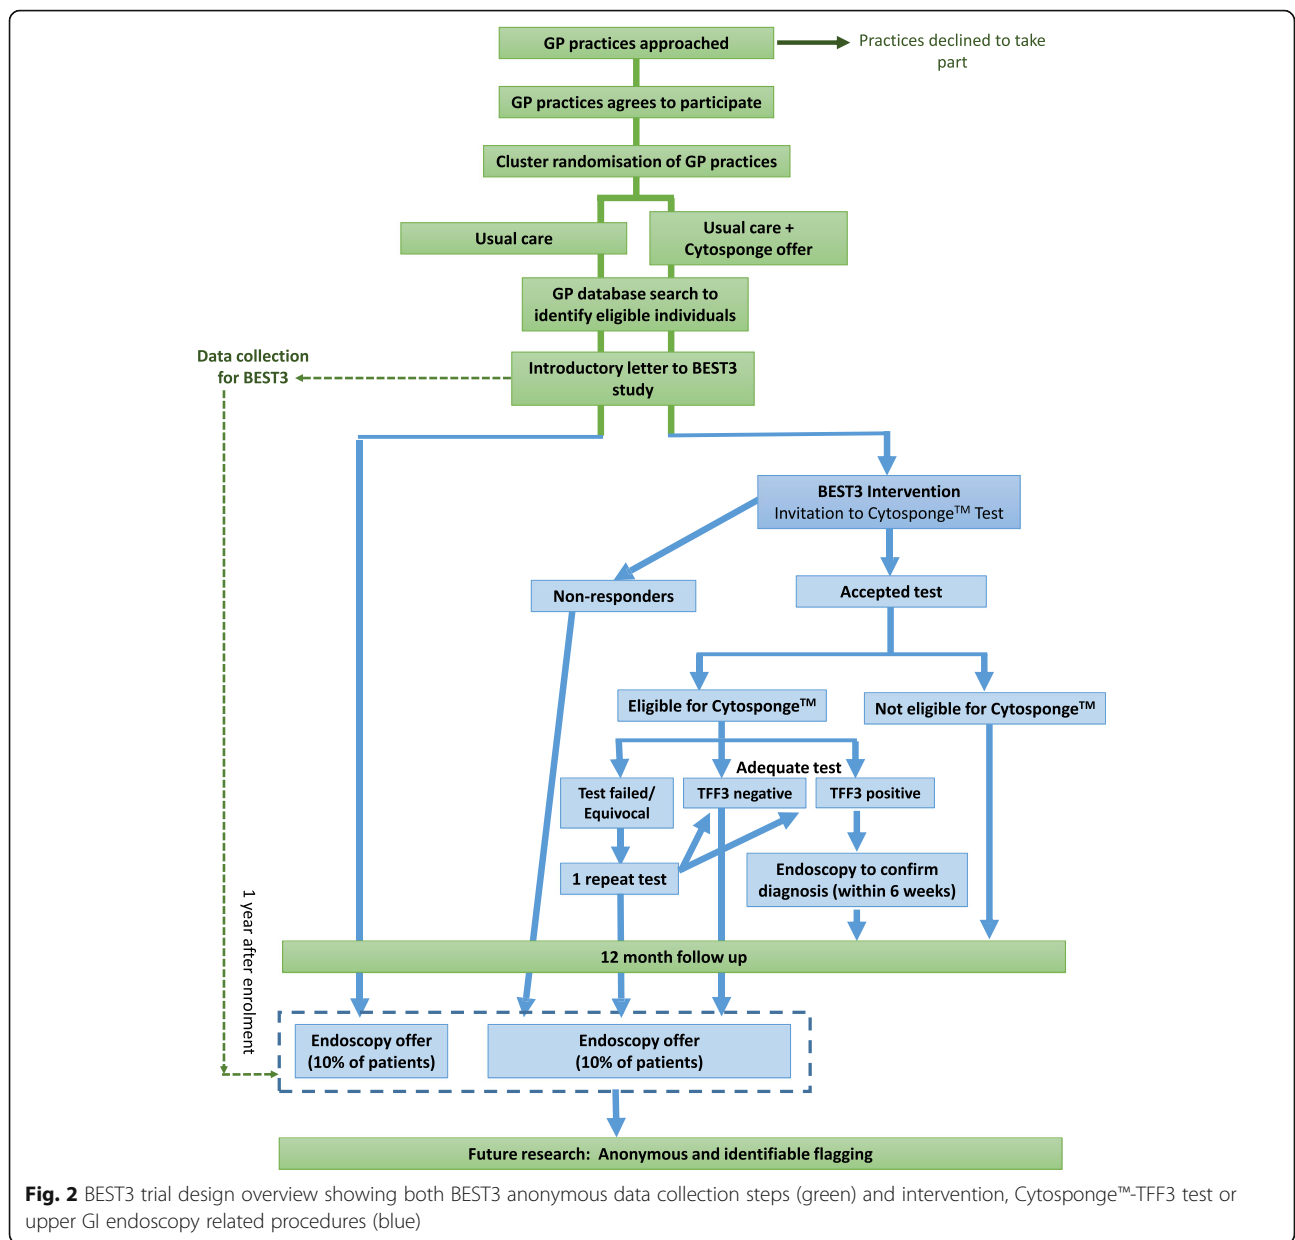 GP practices approached
Practices declined to take
part
GP practices agrees to participate
Cluster randomisation of GP practices
Usual care
Usual care +
Cytosponge offer
GP database search to
identify eligible individuals
Introductory letter to BEST3
study
Data collection
for BEST3
BEST3 Intervention
Invitation to Cytosponge™ Test
Non-responders
Accepted test
Eligible for Cytosponge™
Not eligible for Cytosponge™
Adequate test
Test failed/
Equivocal
TFF3 negative
TFF3 positive
1 repeat test
Endoscopy to confirm
diagnosis (within 6 weeks)
1 year after enrolment
12 month follow up
Endoscopy offer
(10% of patients)
Endoscopy offer
(10% of patients)
Future research:  Anonymous and identifiable flagging
Fig. 2 BEST3 trial design overview showing both BEST3 anonymous data collection steps (green) and intervention, Cytosponge™-TFF3 test or
upper GI endoscopy related procedures (blue)